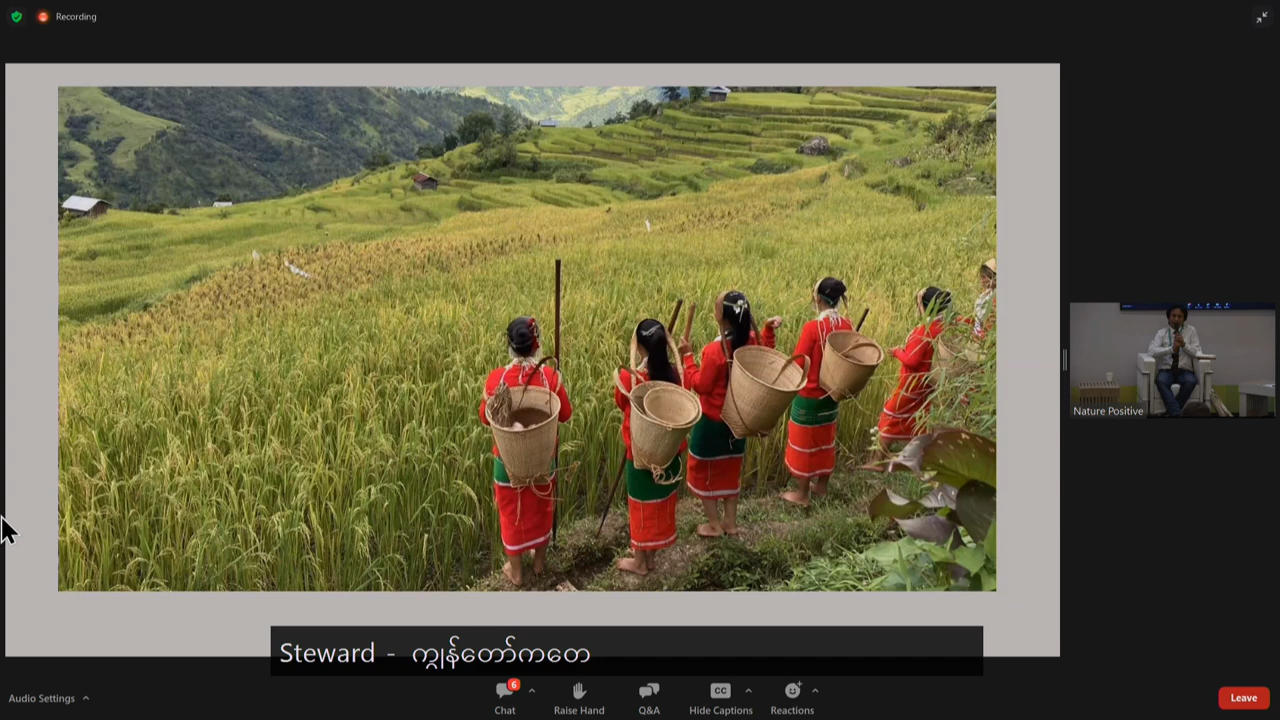 Recording
Nature Positive
Steward - ကျွန်တော်ကတေ
Audio Settings
6
Chat
Raise Hand
Q&A
CC
Hide Captions
Reactions
Leave